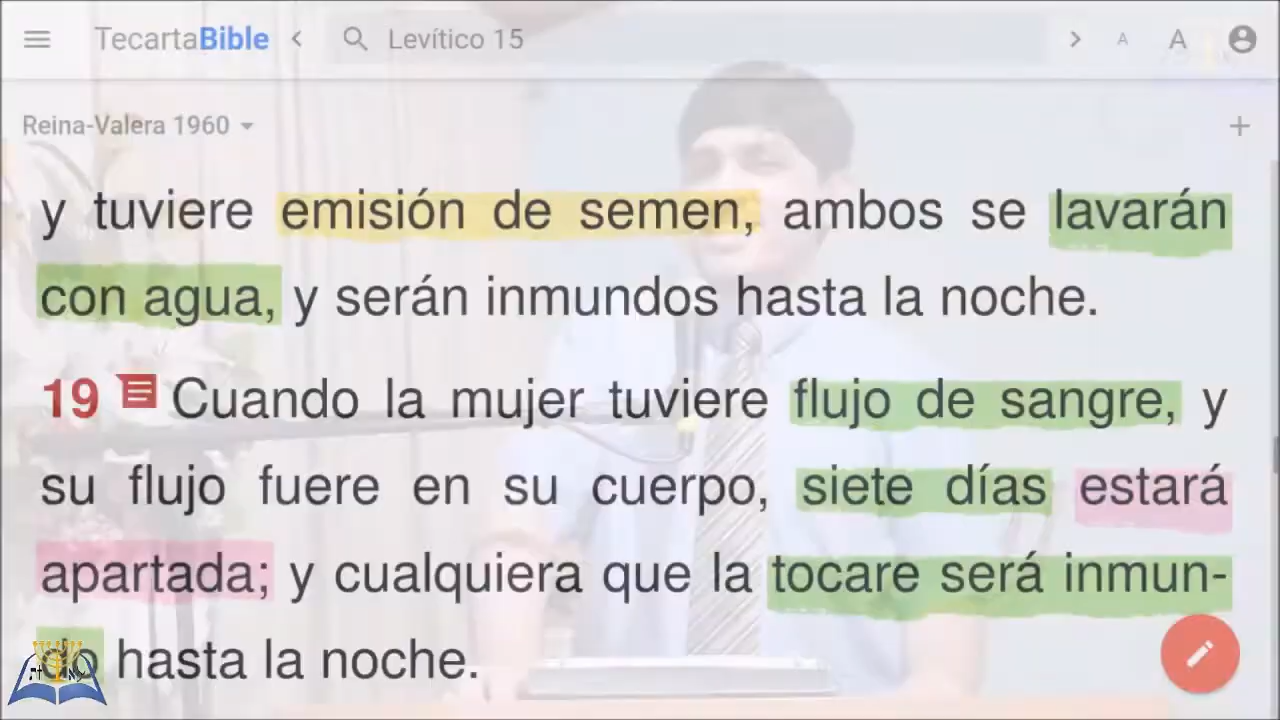 TecartaBible
Levítico 15
A A
Reina-Valera 1960
y tuviere emisión de semen, ambos se lavarán
con agua, y serán inmundos hasta la noche.
19 Cuando la mujer tuviere flujo de sangre, y
su flujo fuere en su cuerpo, siete días estará
apartada; y cualquiera que la tocare será inmun-
do hasta la noche.